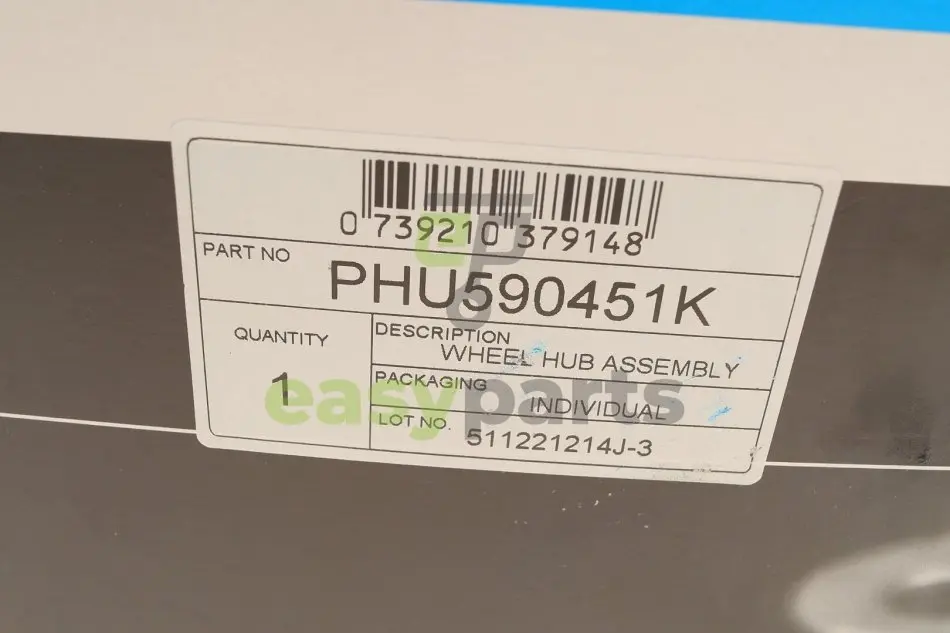 0 739210 379148
PART NO
PHU590451K
QUANTITY
1
DESCRIPTION
WHEEL HUB ASSEMBLY
PACKAGING
INDIVIDUAL
LOT NO.
511221214J-3
ep
easyparts